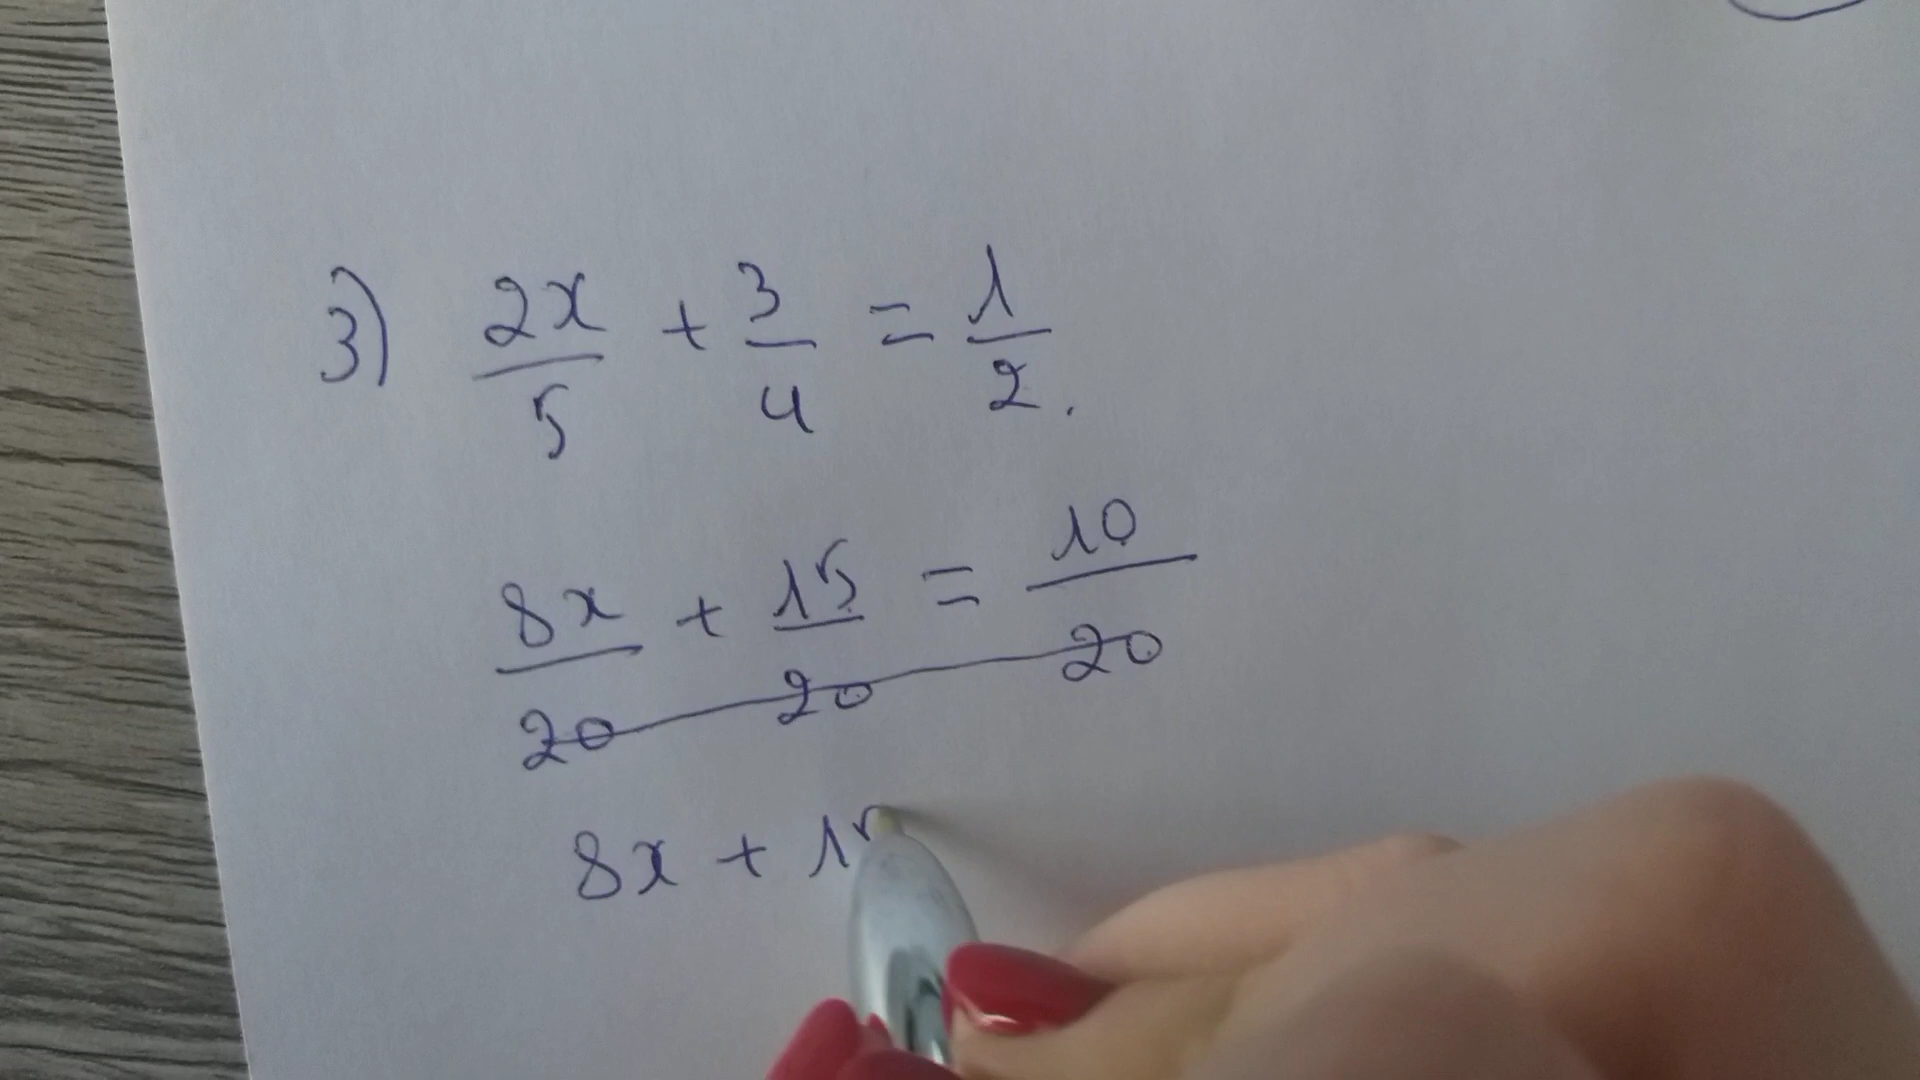 3) 2x/5 + 3/4 = 1/2.
8x/20 + 15/20 = 10/20
8x + 1